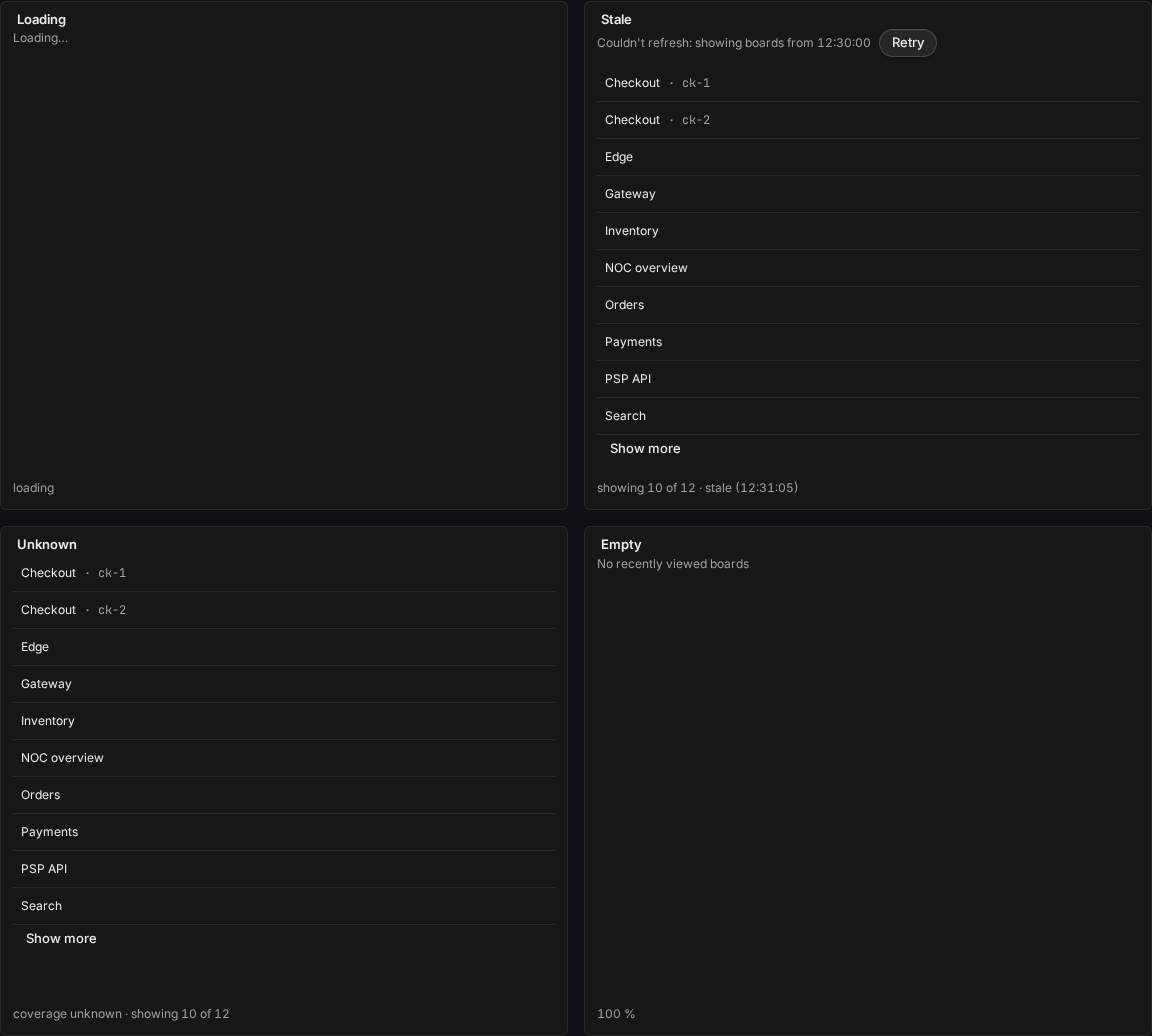 Loading
Loading...
loading
Stale
Couldn't refresh: showing boards from 12:30:00 Retry
Checkout · ck-1
Checkout · ck-2
Edge
Gateway
Inventory
NOC overview
Orders
Payments
PSP API
Search
Show more
showing 10 of 12 · stale (12:31:05)
Unknown
Checkout · ck-1
Checkout · ck-2
Edge
Gateway
Inventory
NOC overview
Orders
Payments
PSP API
Search
Show more
coverage unknown · showing 10 of 12
Empty
No recently viewed boards
100 %